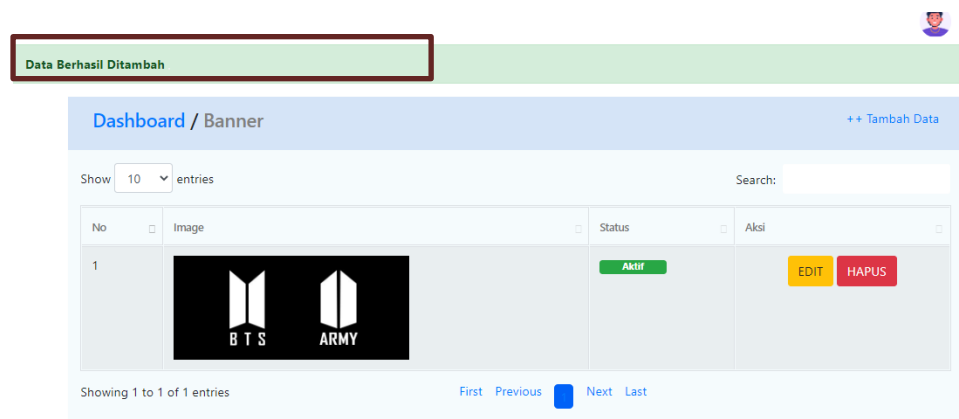 Data Berhasil Ditambah
Dashboard / Banner
++ Tambah Data
Show 10 entries
Search:
No Image Status Aksi
1 Aktif EDIT HAPUS
BTS ARMY
Showing 1 to 1 of 1 entries
First Previous 1 Next Last